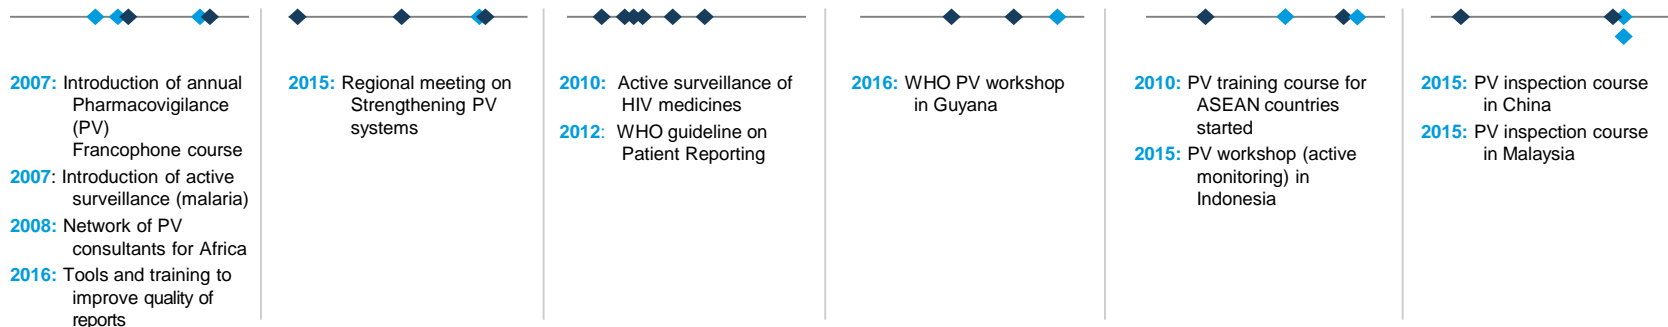 2007: Introduction of annual
Pharmacovigilance
(PV)
Francophone course
2007: Introduction of active
surveillance (malaria)
2008: Network of PV
consultants for Africa
2016: Tools and training to
improve quality of
reports
2015: Regional meeting on
Strengthening PV
systems
2010: Active surveillance of
HIV medicines
2012: WHO guideline on
Patient Reporting
2016: WHO PV workshop
in Guyana
2010: PV training course for
ASEAN countries
started
2015: PV workshop (active
monitoring) in
Indonesia
2015: PV inspection course
in China
2015: PV inspection course
in Malaysia